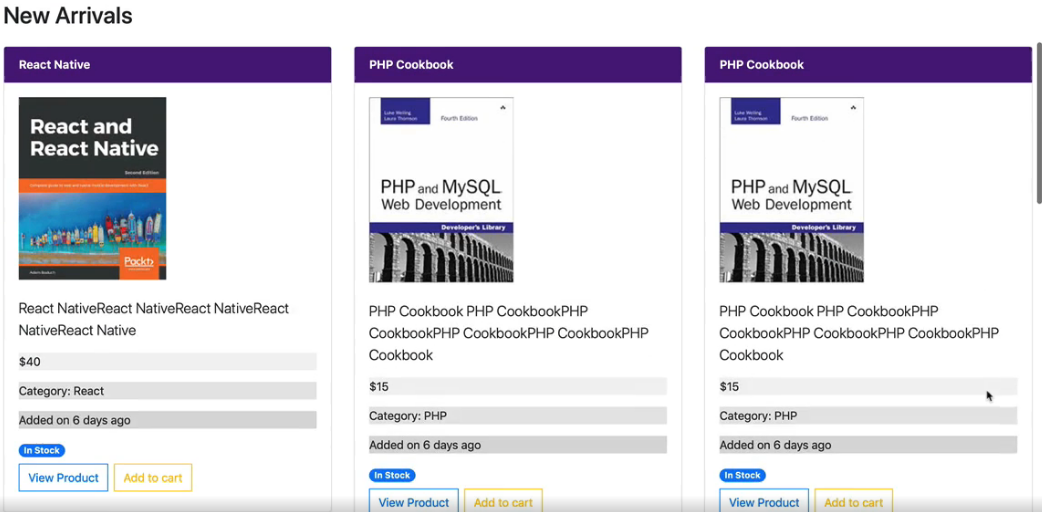 New Arrivals
React Native
React and
React Native
Second Edition
Packt>
React NativeReact NativeReact NativeReact
NativeReact Native
$40
Category: React
Added on 6 days ago
In Stock
View Product
Add to cart
PHP Cookbook
Luke Welling
Laura Thomson
Fourth Edition
PHP and MySQL
Web Development
Developer's Library
PHP Cookbook PHP CookbookPHP
CookbookPHP CookbookPHP CookbookPHP
Cookbook
$15
Category: PHP
Added on 6 days ago
In Stock
View Product
Add to cart
PHP Cookbook
Luke Welling
Laura Thomson
Fourth Edition
PHP and MySQL
Web Development
Developer's Library
PHP Cookbook PHP CookbookPHP
CookbookPHP CookbookPHP CookbookPHP
Cookbook
$15
Category: PHP
Added on 6 days ago
In Stock
View Product
Add to cart